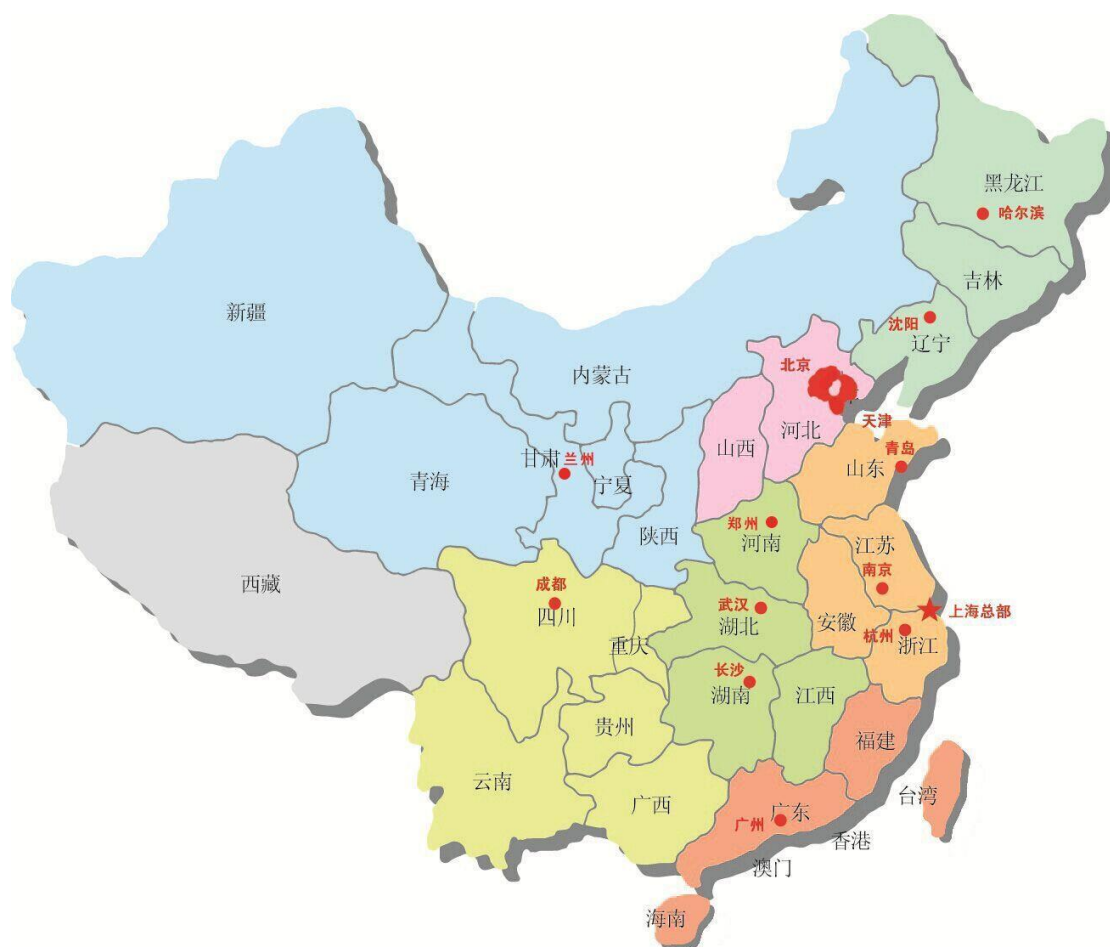 黑龙江
哈尔滨
吉林
新疆
沈阳
辽宁
北京
内蒙古
天津
河北
山西
青岛
甘肃 兰州
山东
青海
宁夏
郑州
陕西
河南
江苏
南京
西藏
成都
武汉
上海总部
四川
湖北
安徽
杭州
浙江
重庆
长沙
湖南
江西
贵州
福建
云南
广西
台湾
广东
广州
香港
澳门
海南